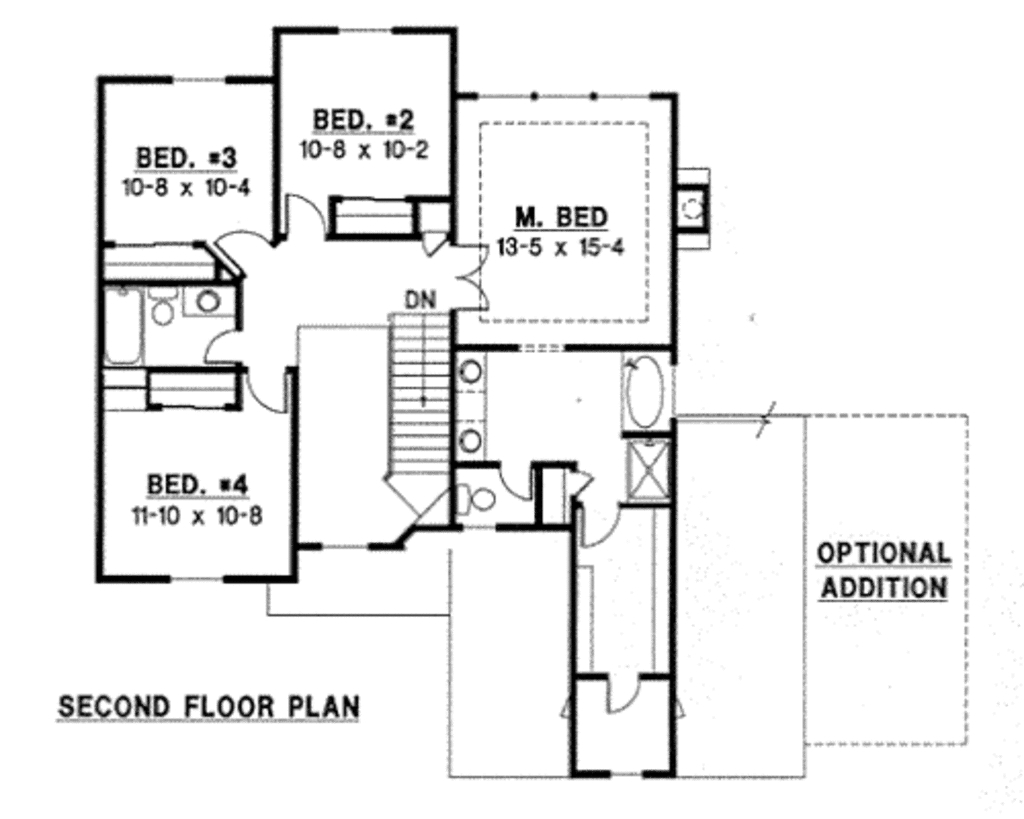 BED. #2
10-8 x 10-2
BED. #3
10-8 x 10-4
M. BED
13-5 x 15-4
DN
BED. #4
11-10 x 10-8
OPTIONAL
ADDITION
SECOND FLOOR PLAN